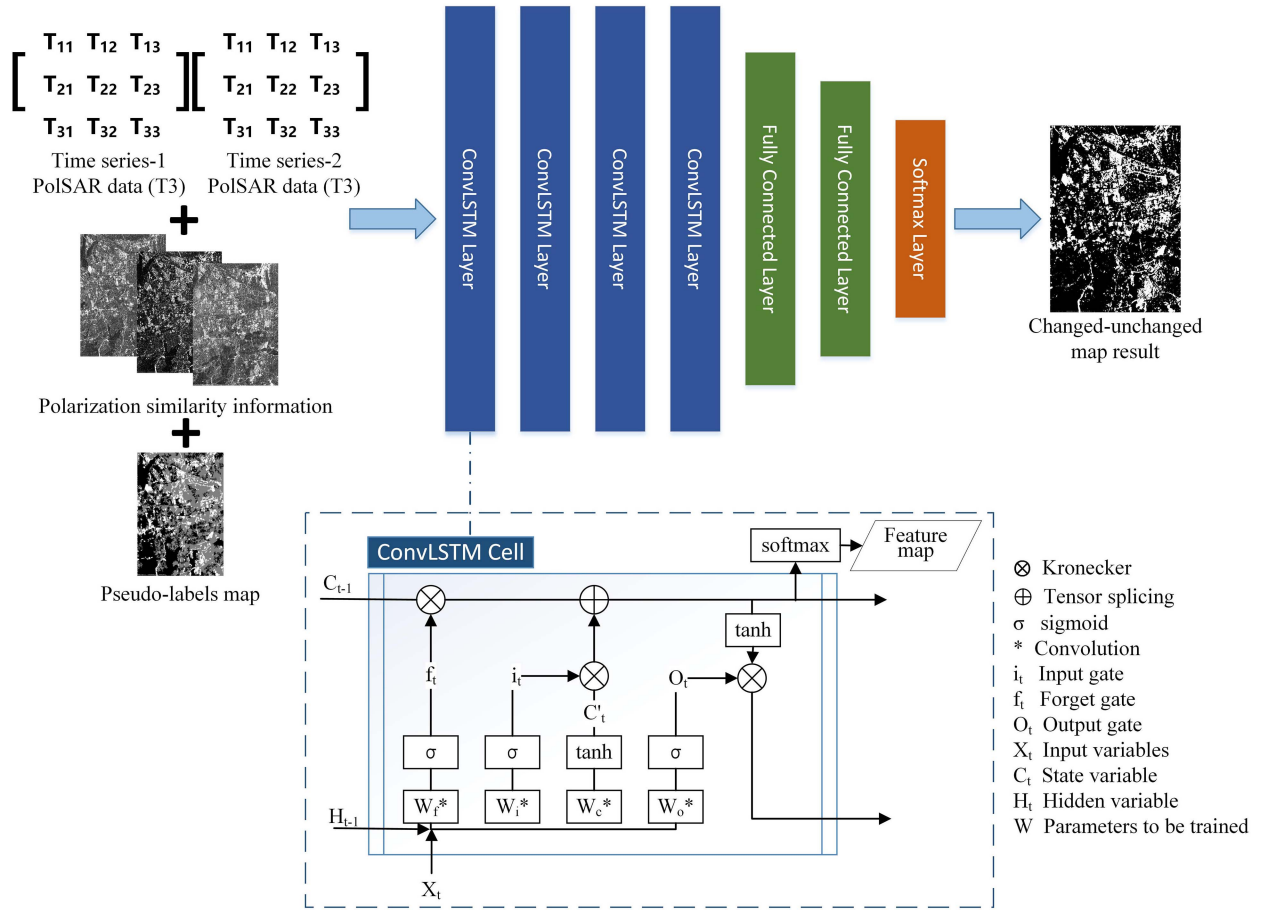 [ T₁₁ T₁₂ T₁₃ ] [ T₁₁ T₁₂ T₁₃ ]
T₂₁ T₂₂ T₂₃ T₂₁ T₂₂ T₂₃
T₃₁ T₃₂ T₃₃ T₃₁ T₃₂ T₃₃
Time series-1
PolSAR data (T3)
Time series-2
PolSAR data (T3)
+
Polarization similarity information
+
Pseudo-labels map
ConvLSTM Layer
ConvLSTM Layer
ConvLSTM Layer
ConvLSTM Layer
Fully Connected Layer
Fully Connected Layer
Softmax Layer
Changed-unchanged
map result
ConvLSTM Cell
softmax
Feature
map
Cₜ₋₁
tanh
fₜ
iₜ
C'ₜ
Oₜ
σ
σ
tanh
σ
W_f*
W_i*
W_c*
W_o*
Hₜ₋₁
Xₜ
⊗ Kronecker
⊕ Tensor splicing
σ sigmoid
* Convolution
iₜ Input gate
fₜ Forget gate
Oₜ Output gate
Xₜ Input variables
Cₜ State variable
Hₜ Hidden variable
W Parameters to be trained